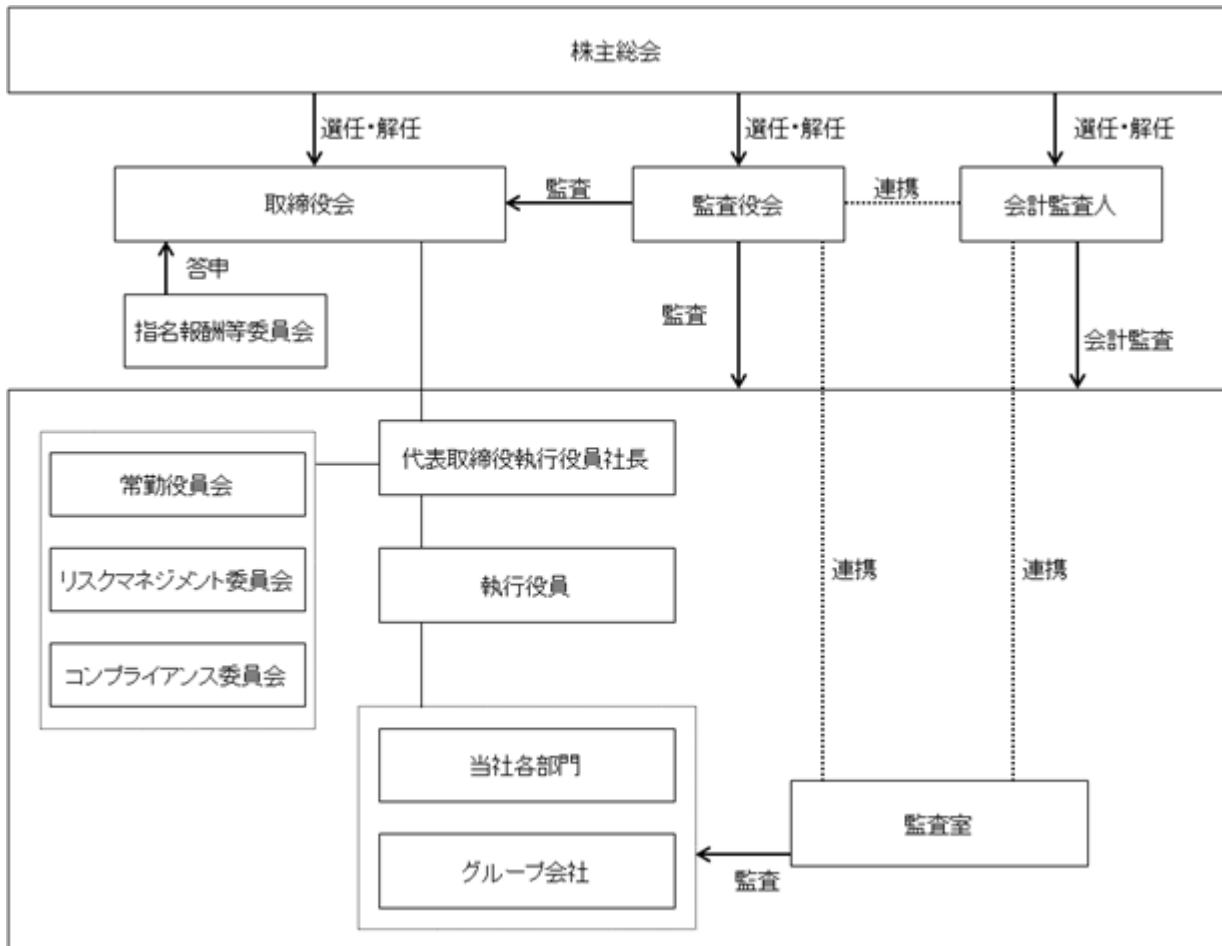 株主総会
選任・解任
選任・解任
選任・解任
取締役会
監査
監査役会
連携
会計監査人
答申
指名報酬等委員会
監査
会計監査
代表取締役執行役員社長
常勤役員会
リスクマネジメント委員会
コンプライアンス委員会
執行役員
連携
連携
当社各部門
グループ会社
監査室
監査